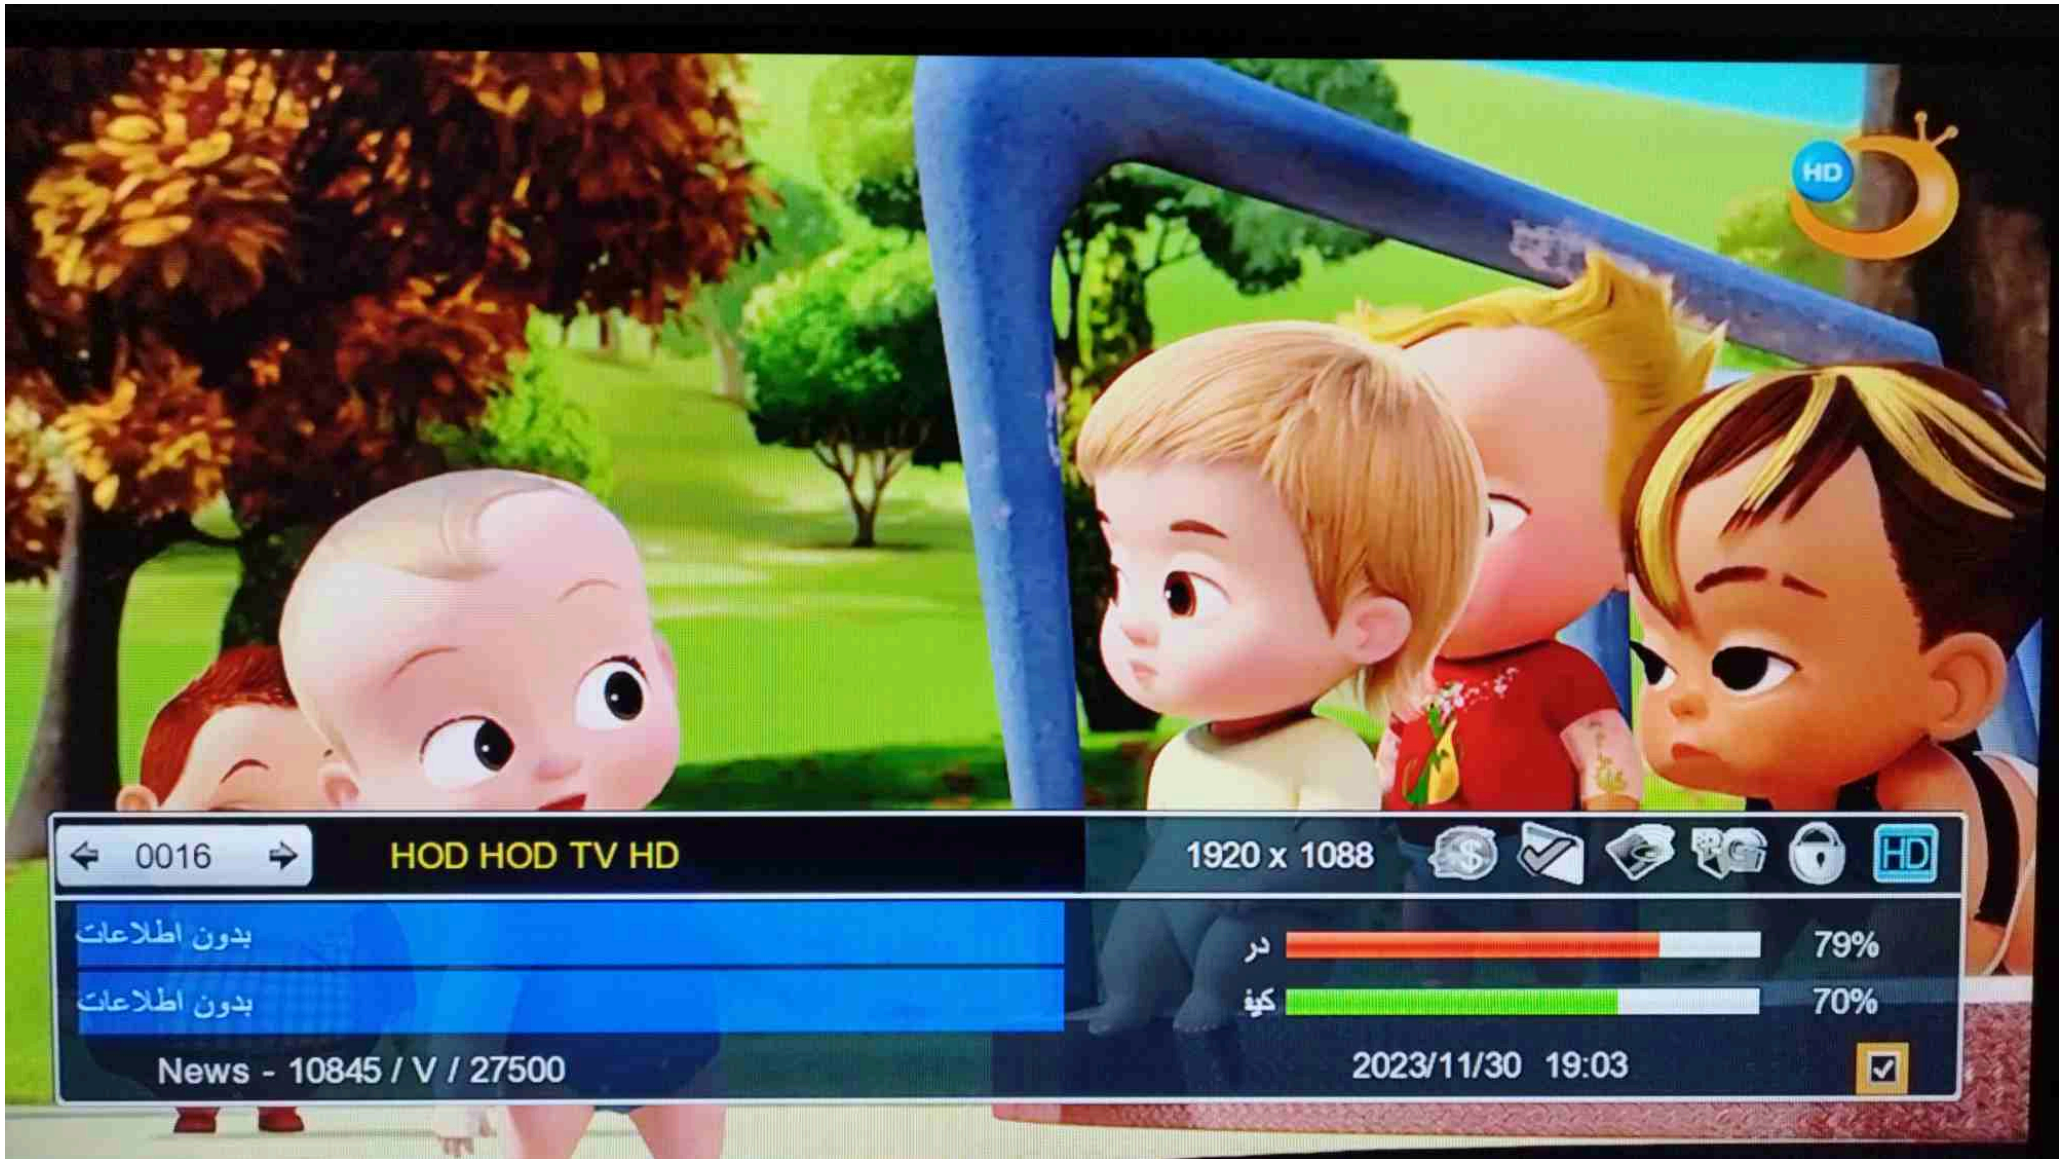 HD
0016
HOD HOD TV HD
1920 x 1088
$
HD
بدون اطلاعات
در
79%
بدون اطلاعات
کیف
70%
News - 10845 / V / 27500
2023/11/30 19:03